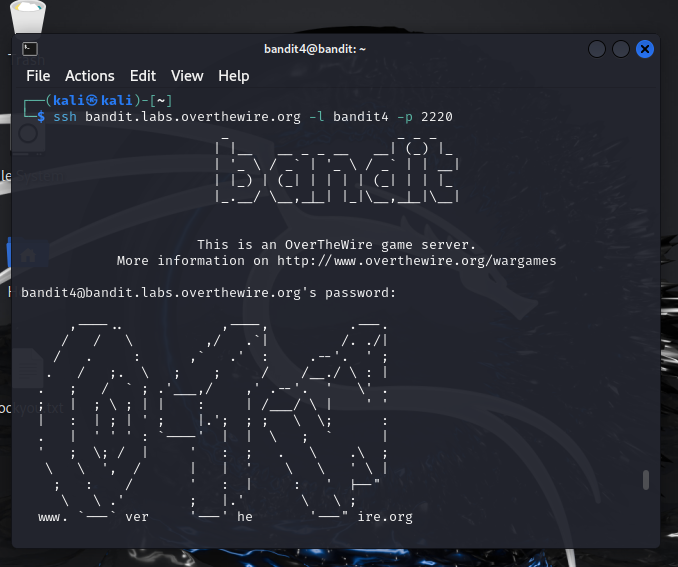 Trash
bandit4@bandit: ~
File Actions Edit View Help
┌──(kali㉿kali)-[~]
└─$ ssh bandit.labs.overthewire.org -l bandit4 -p 2220
bandit
This is an OverTheWire game server.
More information on http://www.overthewire.org/wargames
bandit4@bandit.labs.overthewire.org's password:
www. ver he ire.org